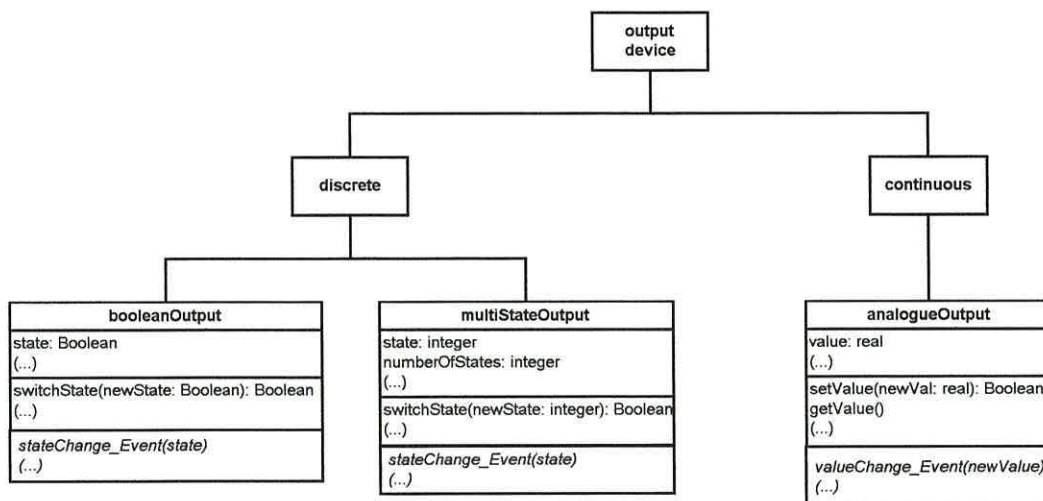 output
device
discrete
continuous
booleanOutput
state: Boolean
(...)
switchState(newState: Boolean): Boolean
(...)
stateChange_Event(state)
(...)
multiStateOutput
state: integer
numberOfStates: integer
(...)
switchState(newState: integer): Boolean
(...)
stateChange_Event(state)
(...)
analogueOutput
value: real
(...)
setValue(newVal: real): Boolean
getValue()
(...)
valueChange_Event(newValue)
(...)